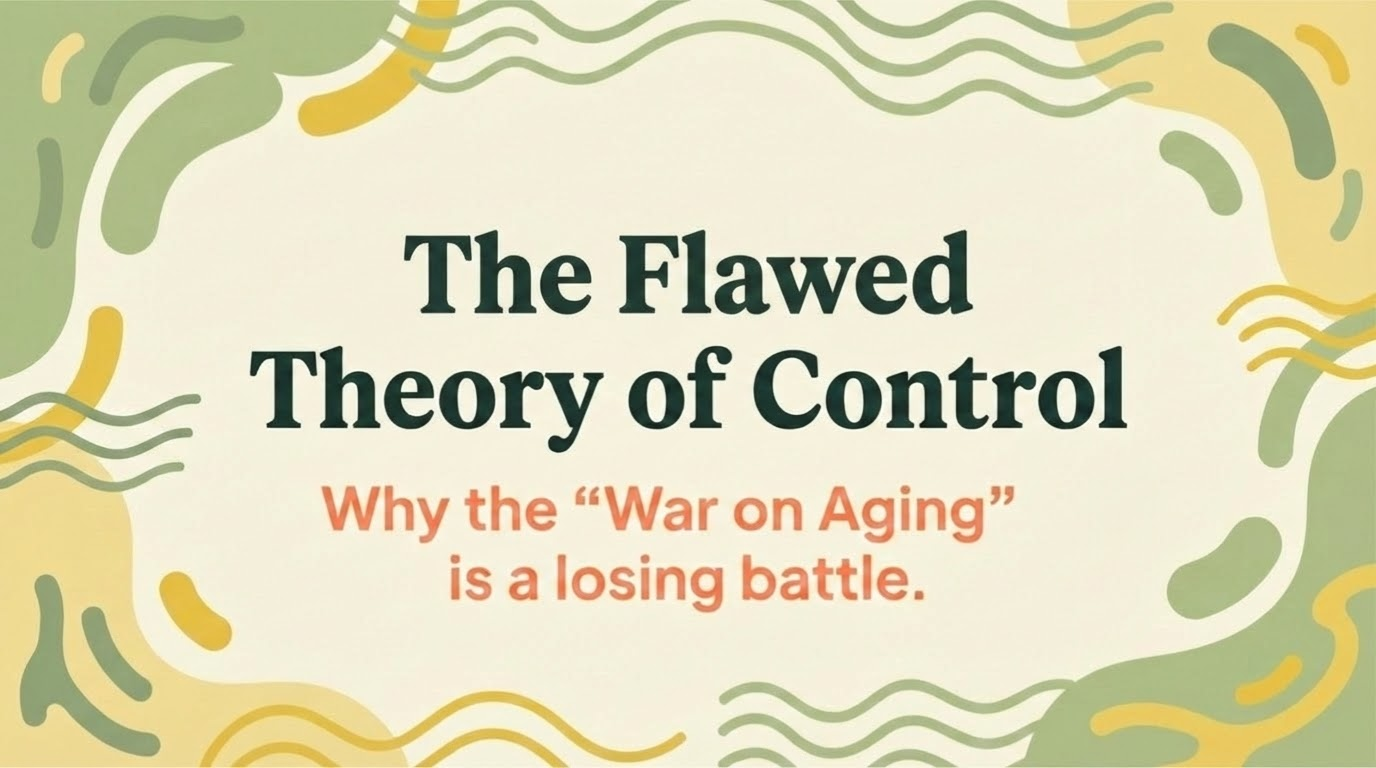 The Flawed
Theory of Control
Why the “War on Aging”
is a losing battle.